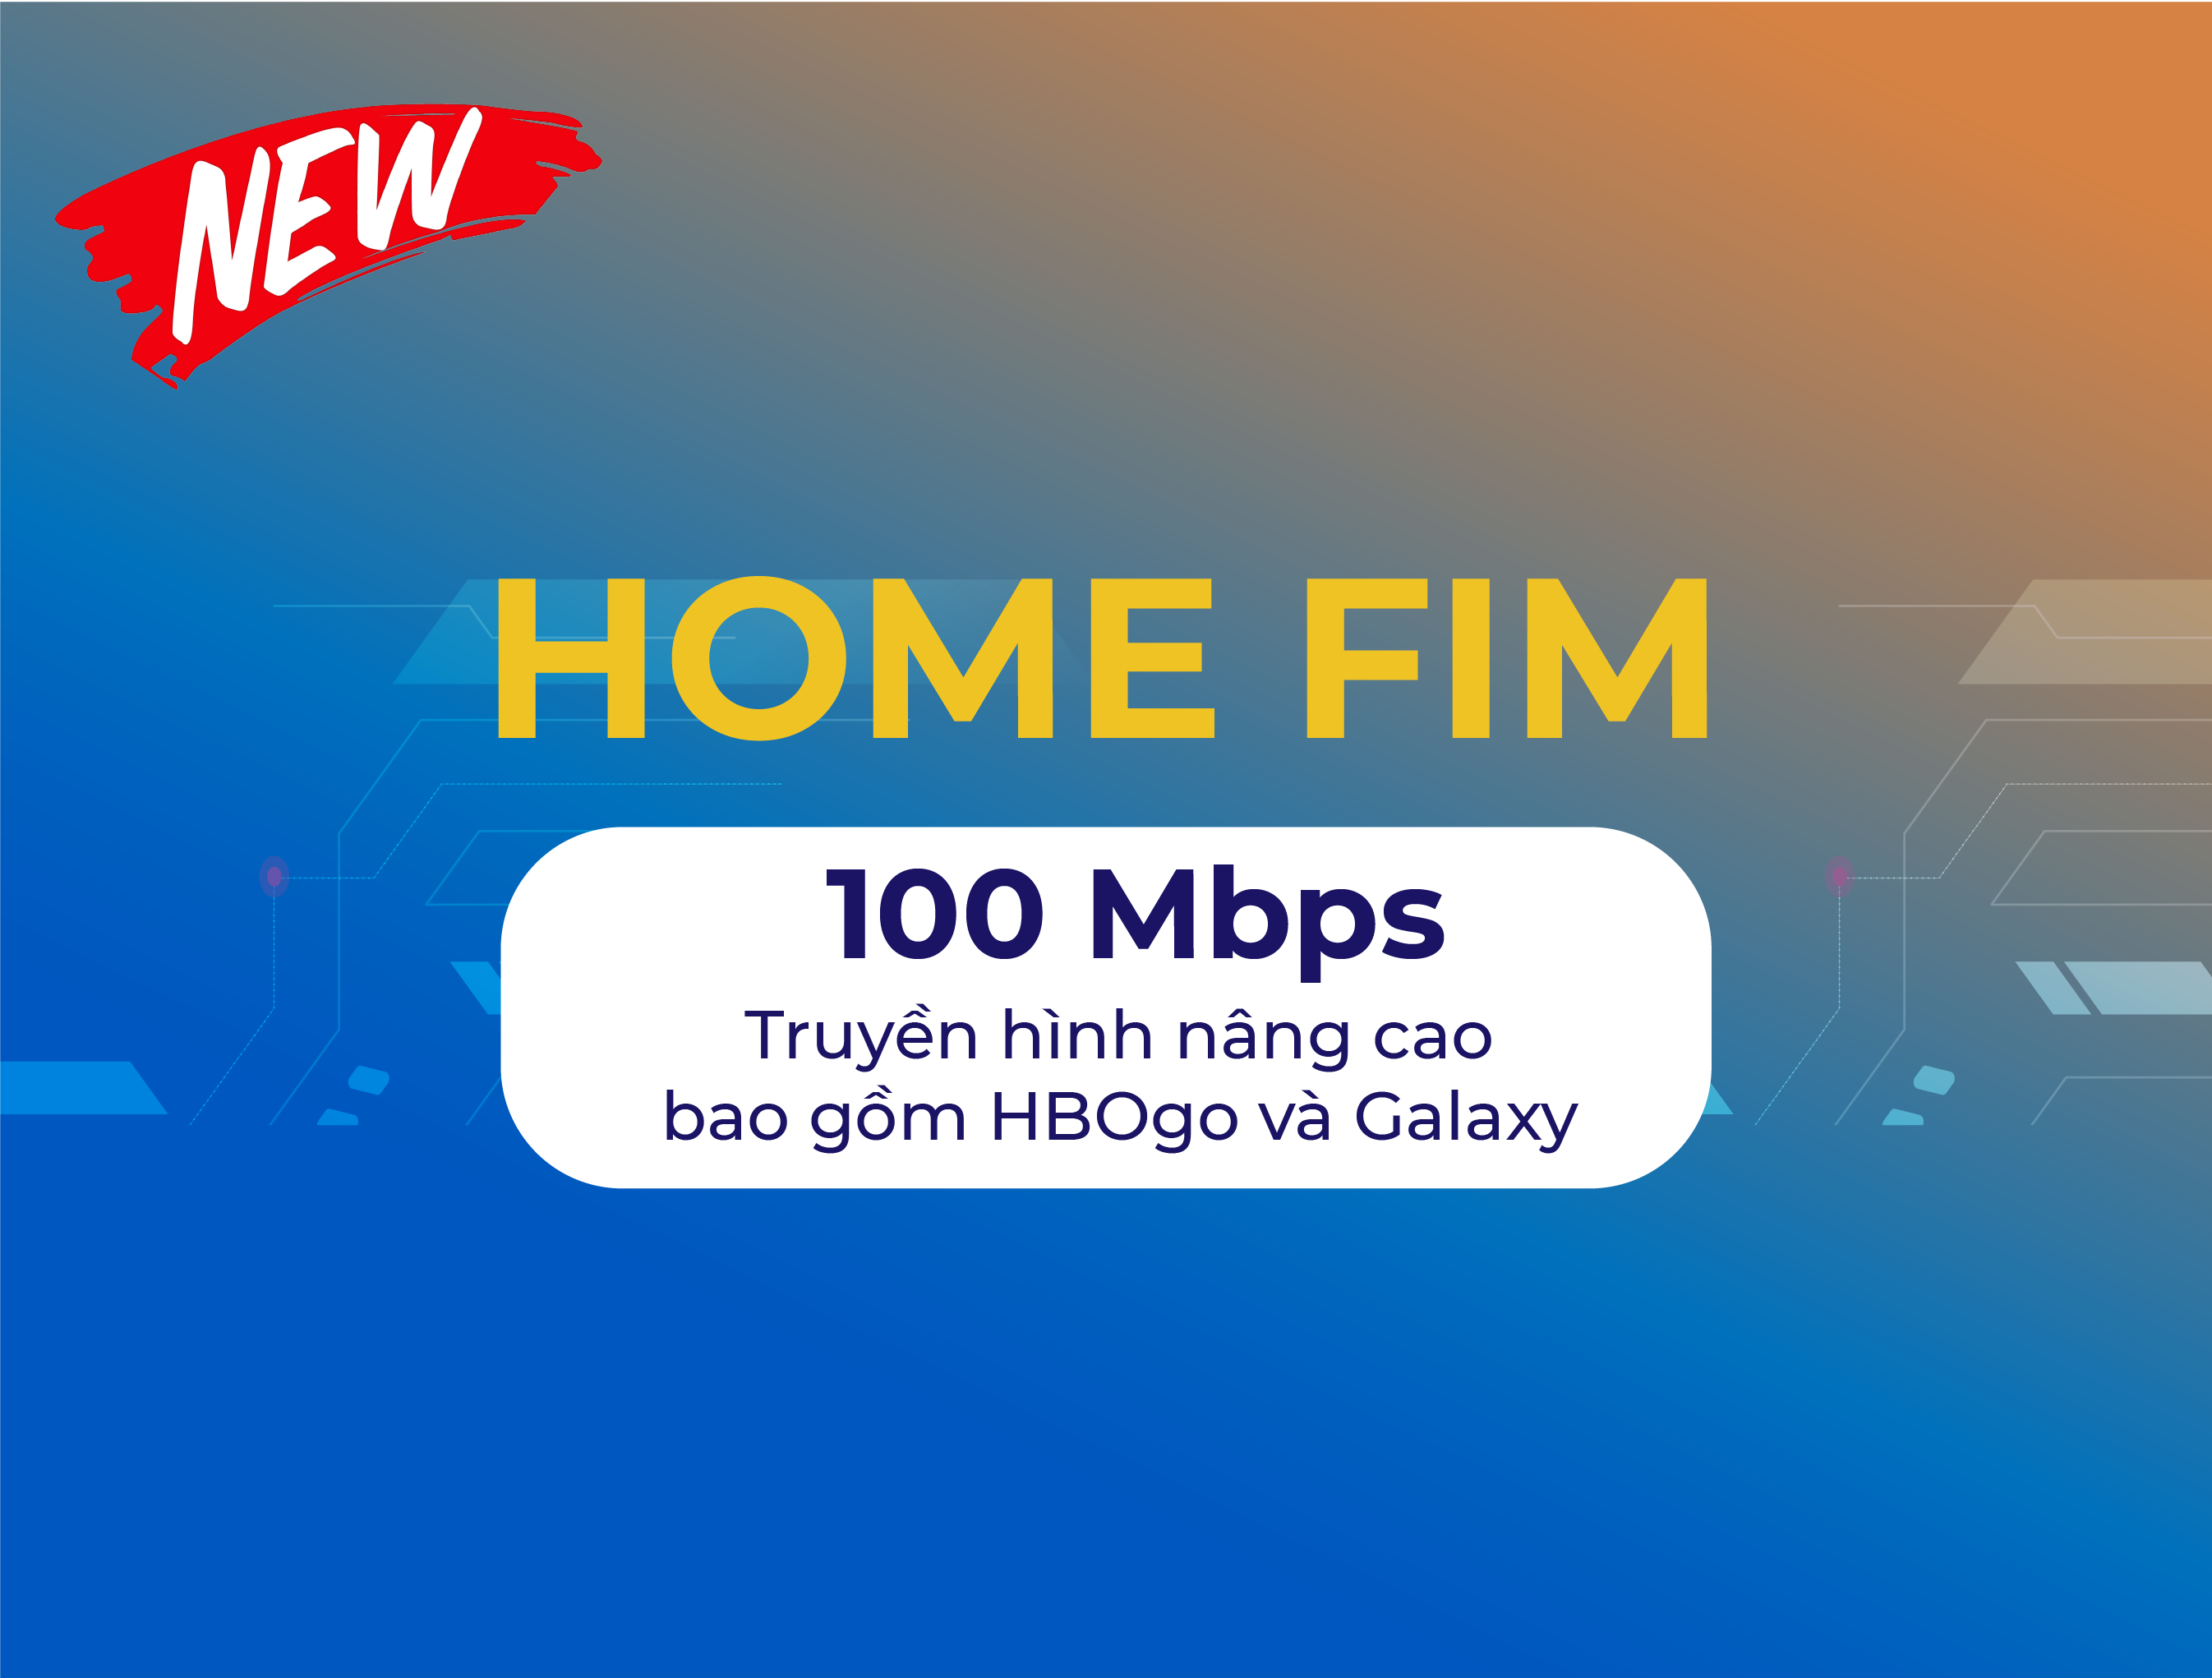 NEW
HOME FIM
100 Mbps
Truyền hình nâng cao
bao gồm HBOgo và Galaxy